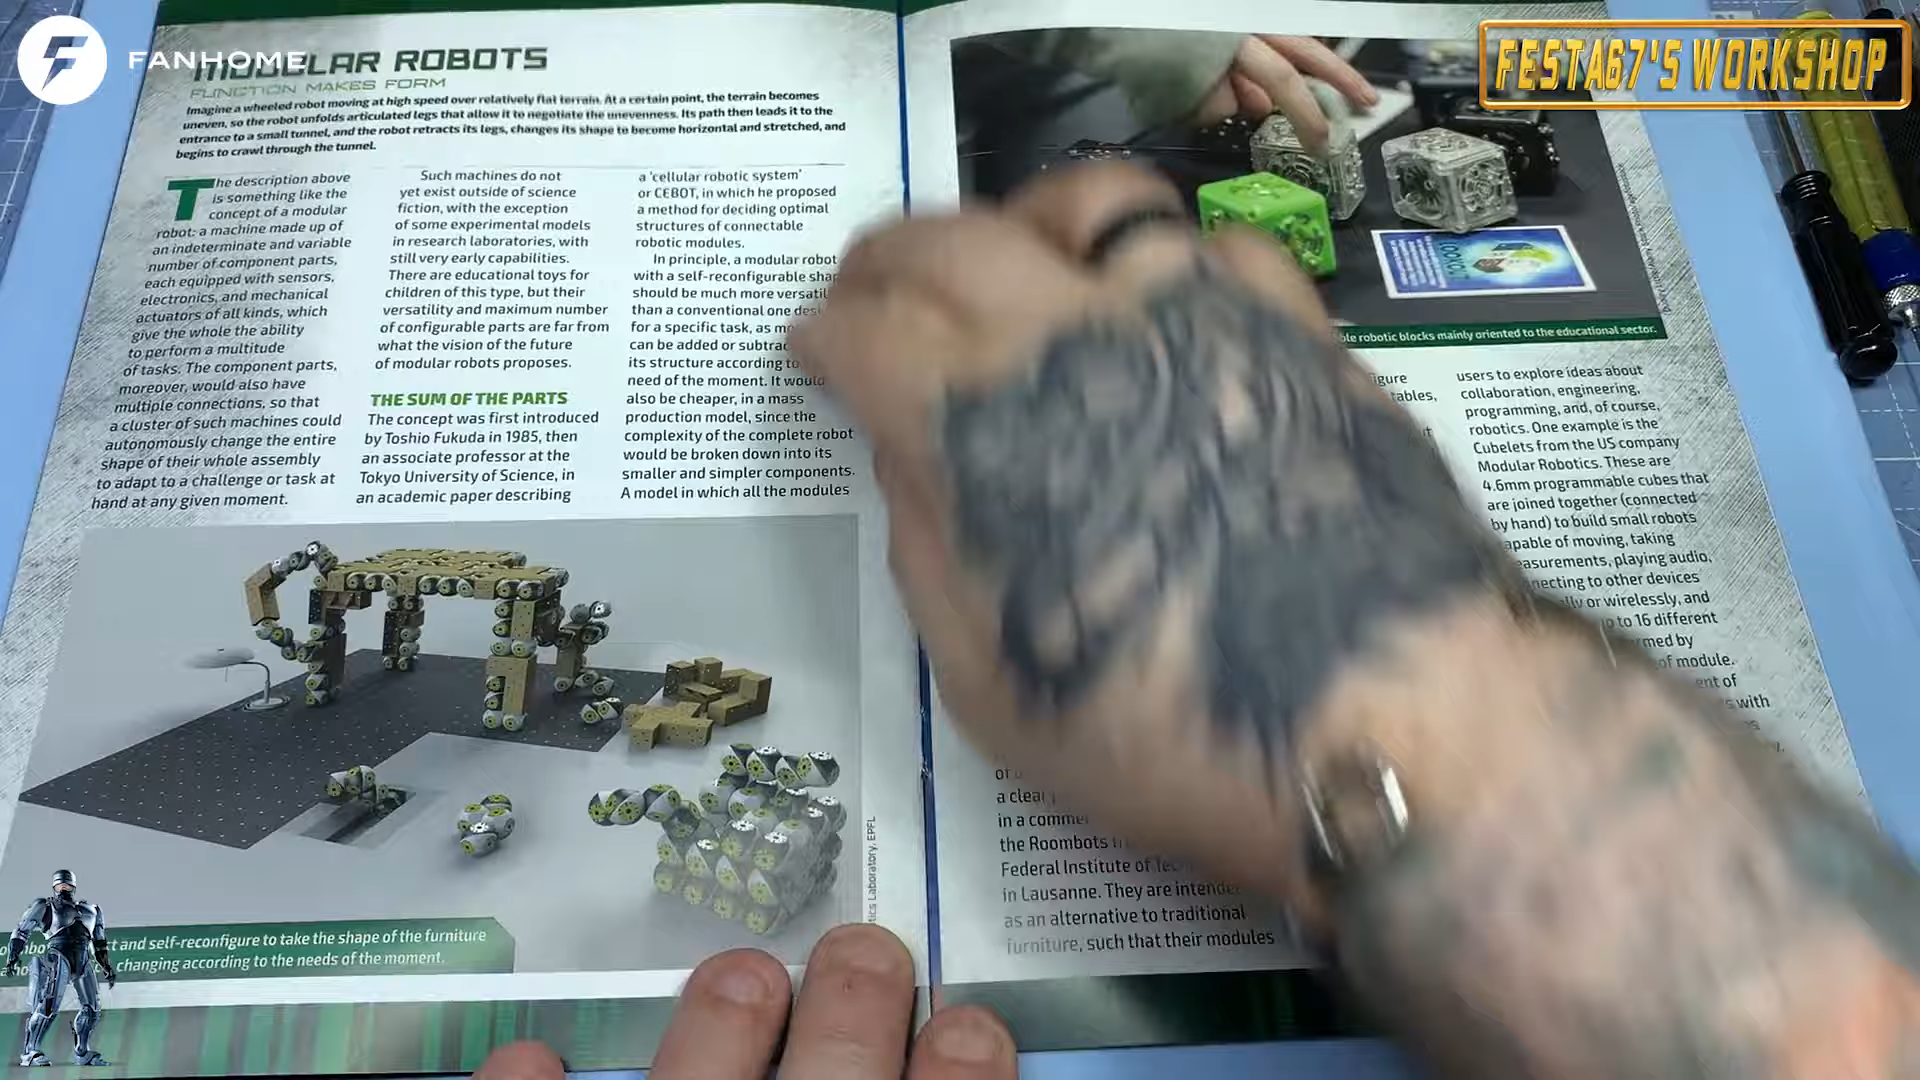 FANHOME
FESTA67'S WORKSHOP
MODULAR ROBOTS
FUNCTION MAKES FORM
Imagine a wheeled robot moving at high speed over relatively flat terrain. At a certain point, the terrain becomes
uneven, so the robot unfolds articulated legs that allow it to negotiate the unevenness. Its path then leads it to the
entrance to a small tunnel, and the robot retracts its legs, changes its shape to become horizontal and stretched, and
begins to crawl through the tunnel.
The description above
is something like the
concept of a modular
robot: a machine made up of
an indeterminate and variable
number of component parts,
each equipped with sensors,
electronics, and mechanical
actuators of all kinds, which
give the whole the ability
to perform a multitude
of tasks. The component parts,
moreover, would also have
multiple connections, so that
a cluster of such machines could
autonomously change the entire
shape of their whole assembly
to adapt to a challenge or task at
hand at any given moment.
Such machines do not
yet exist outside of science
fiction, with the exception
of some experimental models
in research laboratories, with
still very early capabilities.
There are educational toys for
children of this type, but their
versatility and maximum number
of configurable parts are far from
what the vision of the future
of modular robots proposes.
THE SUM OF THE PARTS
The concept was first introduced
by Toshio Fukuda in 1985, then
an associate professor at the
Tokyo University of Science, in
an academic paper describing
a 'cellular robotic system'
or CEBOT, in which he proposed
a method for deciding optimal
structures of connectable
robotic modules.
In principle, a modular robot
with a self-reconfigurable
should be much more
than a conventional one
for a specific task, as
can be added or
its structure according to
need of the moment. It would
also be cheaper, in a mass
production model, since the
complexity of the complete robot
would be broken down into its
smaller and simpler components.
A model in which all the modules
Laboratory, EPFL
and self-reconfigure to take the shape of the furniture
changing according to the needs of the moment.
robotic blocks mainly oriented to the educational sector.
a
in a
the Roombots
Federal Institute of
in Lausanne. They are
as an alternative to traditional
furniture, such that their modules
users to explore ideas about
collaboration, engineering,
programming, and, of course,
robotics. One example is the
Cubelets from the US company
Modular Robotics. These are
4.6mm programmable cubes that
are joined together (connected
by hand) to build small robots
of moving, taking
playing audio,
to other devices
or wirelessly, and
to 16 different
by
of module.
of
with